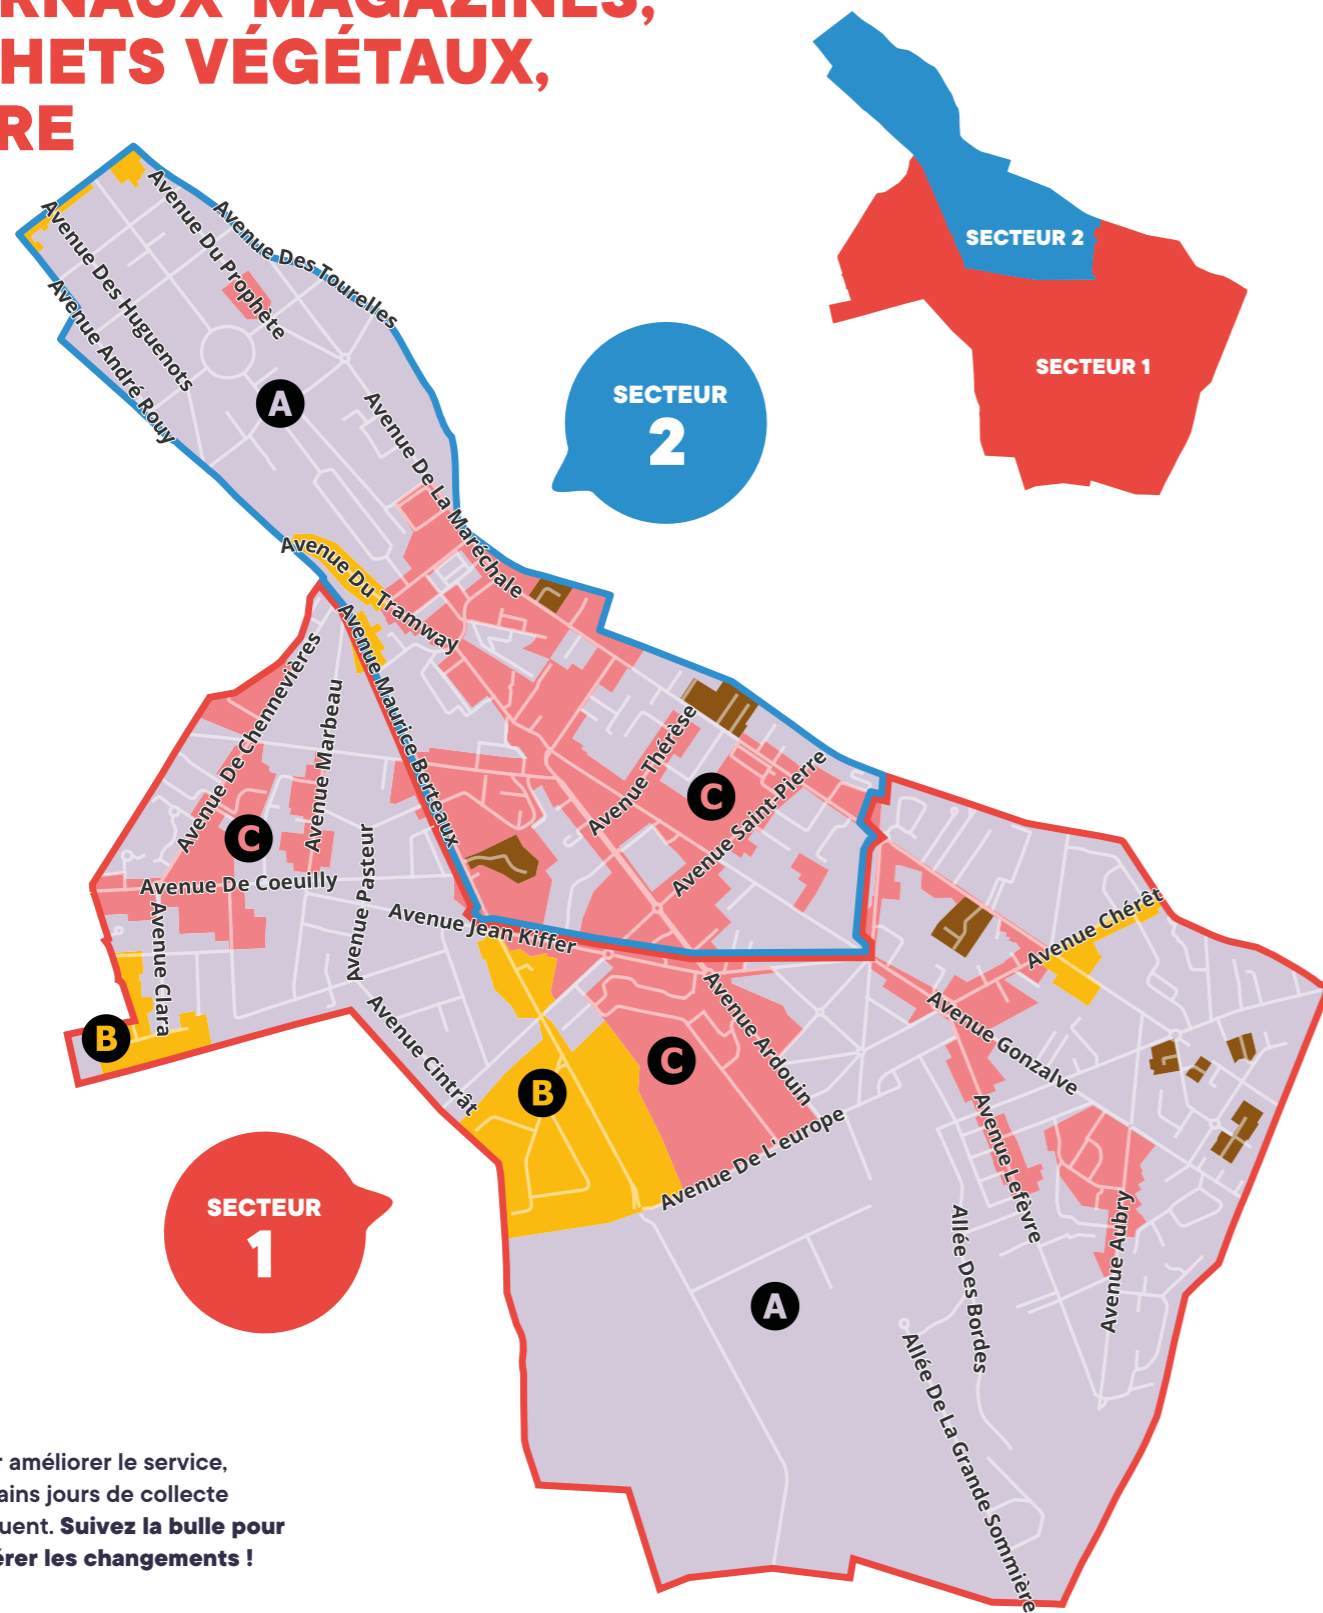 RNAUX-MAGAZINES,
HETS VÉGÉTAUX,
RE
SECTEUR 2
SECTEUR 1
Avenue Du Prophète
Avenue Des Tourelles
Avenue Des Huguenots
Avenue André Rouy
A
Avenue De La Maréchale
SECTEUR
2
Avenue Du Tramway
Avenue Maurice Berteaux
Avenue De Chennevières
Avenue Marbeau
Avenue Thérèse
Avenue Saint-Pierre
C
C
Avenue De Coeuilly
Avenue Pasteur
Avenue Clara
Avenue Jean Kiffer
Avenue Chérêt
Avenue Cintrât
Avenue Ardouin
Avenue Gonzalve
B
B
C
Avenue De L'europe
Avenue Lefèvre
Avenue Aubry
Allée Des Bordes
SECTEUR
1
A
Allée De La Grande Sommière
r améliorer le service,
ains jours de collecte
uent. Suivez la bulle pour
érer les changements !